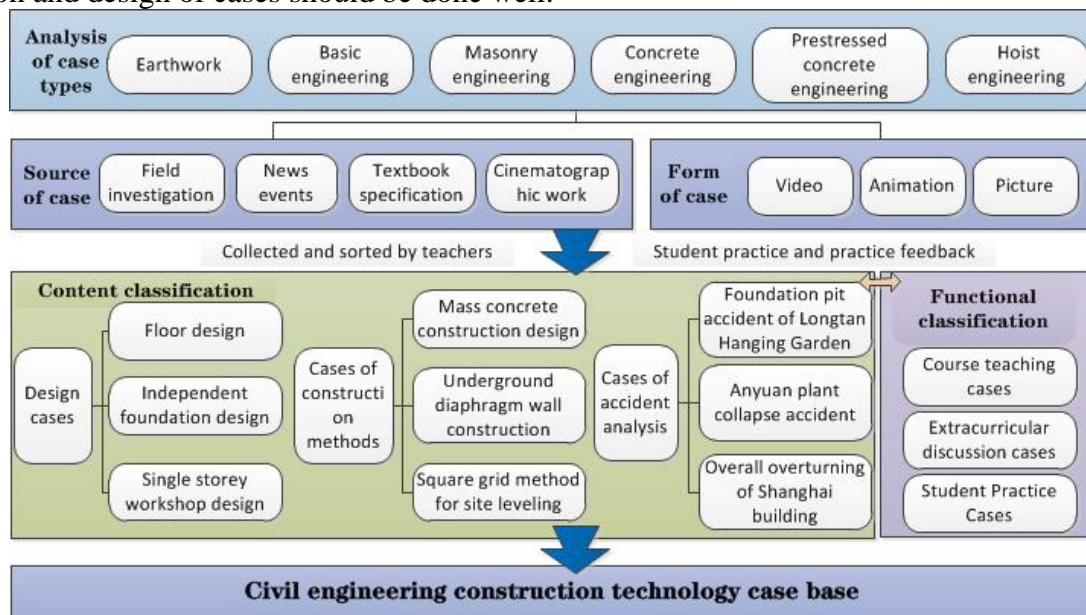 on and design of cases should be done well.
Analysis
of case
types
Earthwork
Basic
engineering
Masonry
engineering
Concrete
engineering
Prestressed
concrete
engineering
Hoist
engineering
Source
of case
Field
investigation
News
events
Textbook
specification
Cinematograp
hic work
Form
of case
Video
Animation
Picture
Collected and sorted by teachers
Student practice and practice feedback
Content classification
Design
cases
Floor design
Independent
foundation design
Single storey
workshop design
Cases of
constructi
on
methods
Mass concrete
construction design
Underground
diaphragm wall
construction
Square grid method
for site leveling
Cases of
accident
analysis
Foundation pit
accident of Longtan
Hanging Garden
Anyuan plant
collapse accident
Overall overturning
of Shanghai
building
Functional
classification
Course teaching
cases
Extracurricular
discussion cases
Student Practice
Cases
Civil engineering construction technology case base